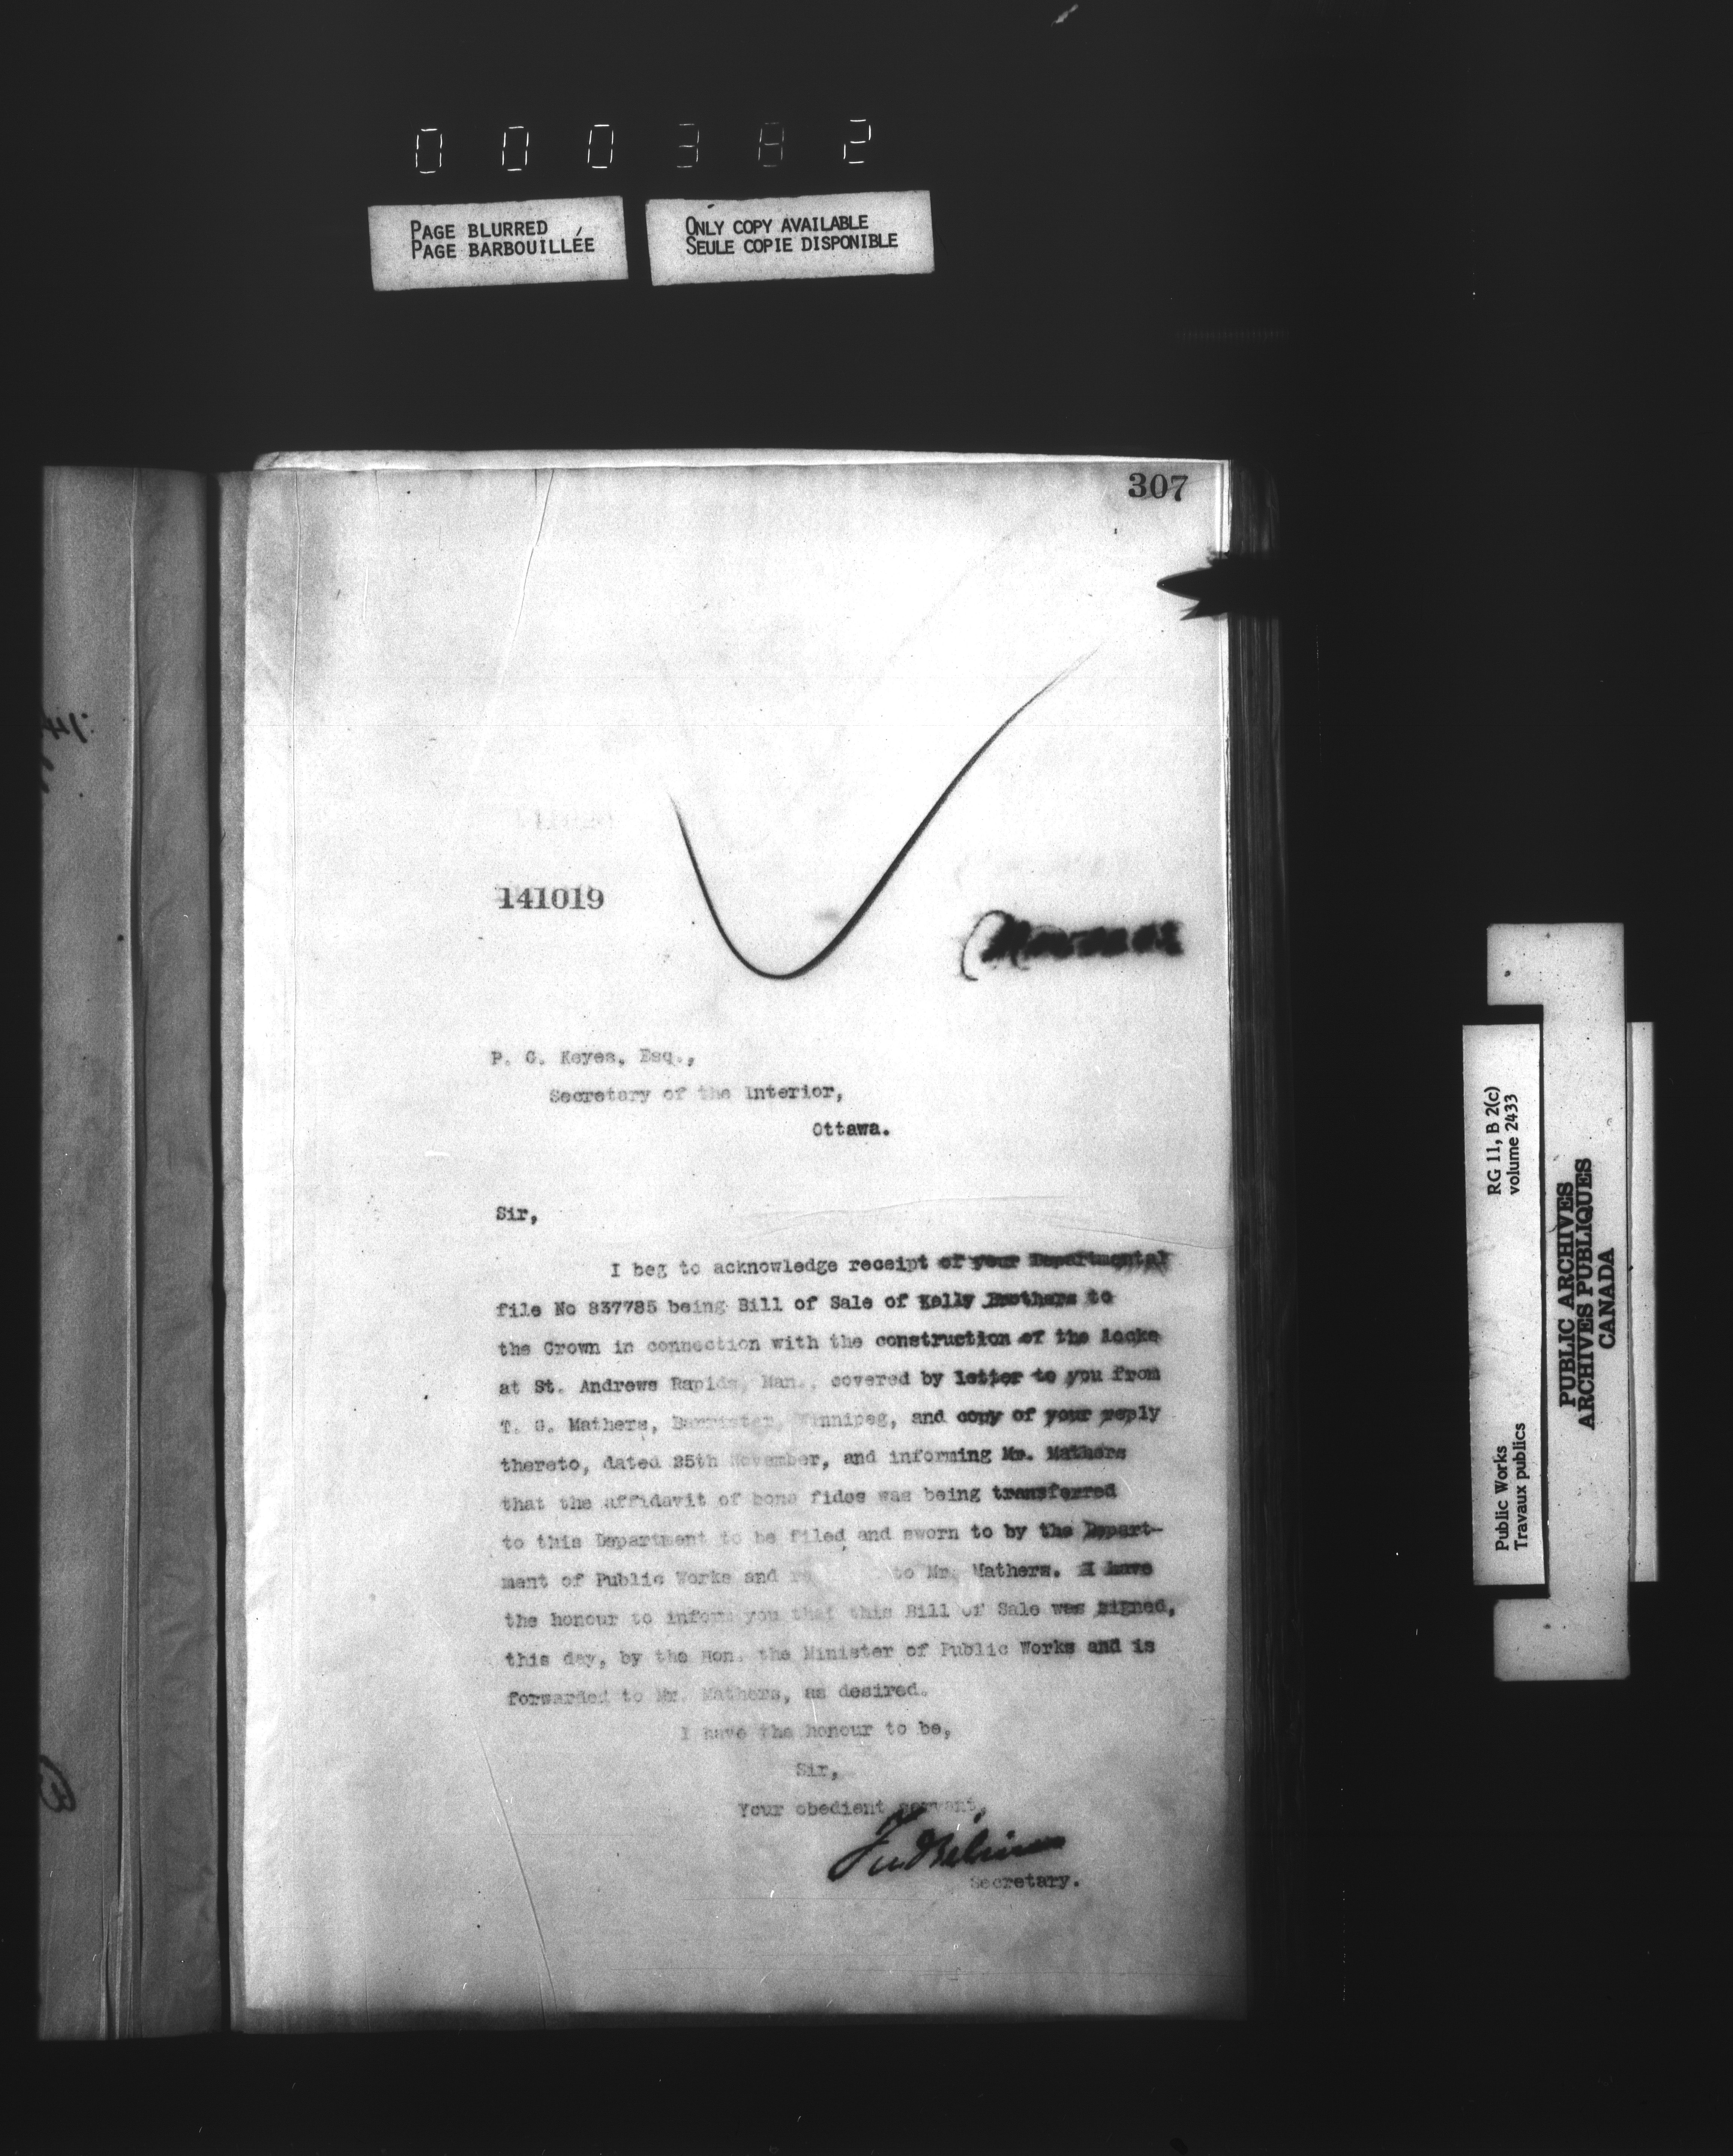 000382
PAGE BLURRED
PAGE BARBOUILLÉE
ONLY COPY AVAILABLE
SEULE COPIE DISPONIBLE
307
141019
P. G. Keyes, Esq.,
Secretary of the Interior,
Ottawa.
Sir,
I beg to acknowledge receipt of your Departmental
file No 837785 being Bill of Sale of Kelly Brothers to
the Crown in connection with the construction of the locks
at St. Andrews Rapids, Man., covered by letter to you from
T. G. Mathers, Barrister, Winnipeg, and copy of your reply
thereto, dated 25th November, and informing Mr. Mathers
that the affidavit of bona fides was being transferred
to this Department to be filed and sworn to by the Depart-
ment of Public Works and to Mr. Mathers. I have
the honour to inform you that this Bill of Sale was signed,
this day, by the Hon. the Minister of Public Works and is
forwarded to Mr. Mathers, as desired.
I have the honour to be,
Sir,
Your obedient servant,
Secretary.
Public Works
Travaux publics
RG 11, B 2(c)
volume 2433
PUBLIC ARCHIVES
ARCHIVES PUBLIQUES
CANADA